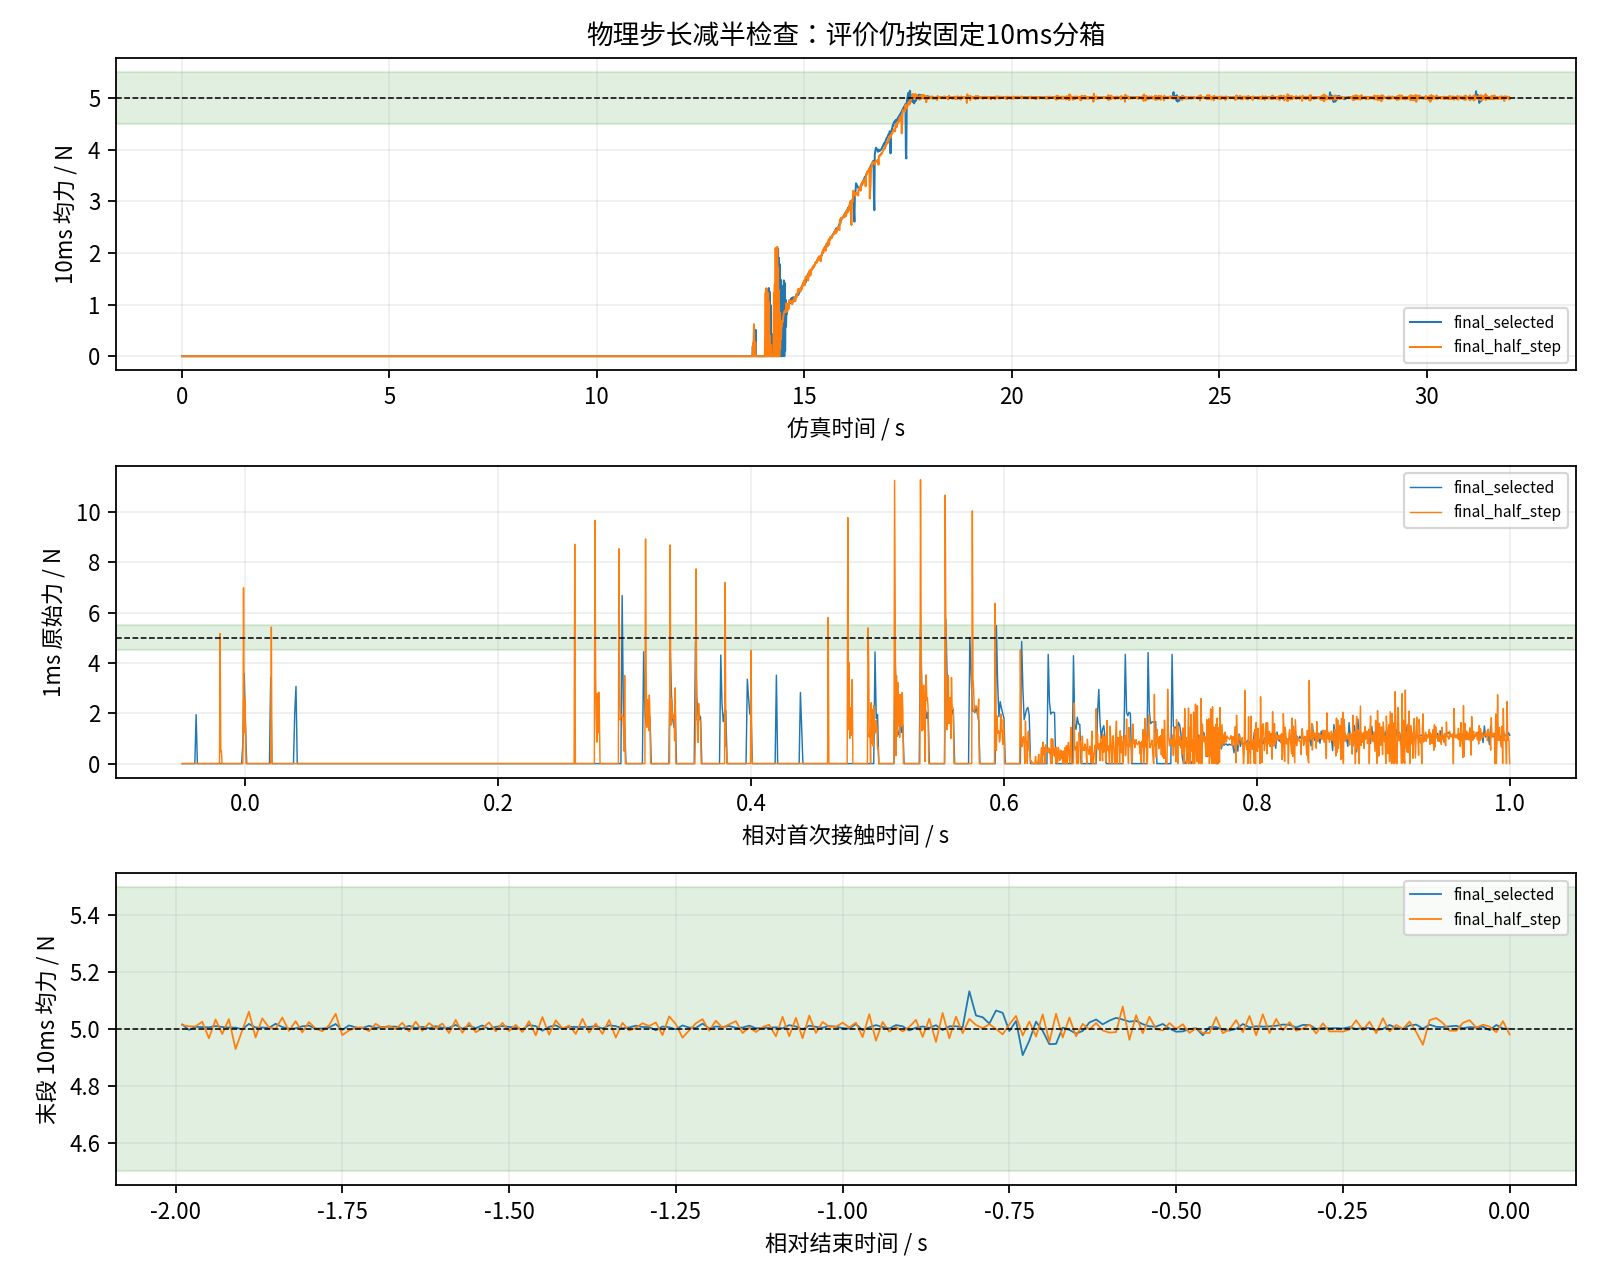 物理步长减半检查：评价仍按固定10ms分箱
10ms 均力 / N
5
4
3
2
1
0
final_selected
final_half_step
0 5 10 15 20 25 30
仿真时间 / s
1ms 原始力 / N
10
8
6
4
2
0
final_selected
final_half_step
0.0 0.2 0.4 0.6 0.8 1.0
相对首次接触时间 / s
末段 10ms 均力 / N
5.4
5.2
5.0
4.8
4.6
final_selected
final_half_step
-2.00 -1.75 -1.50 -1.25 -1.00 -0.75 -0.50 -0.25 0.00
相对结束时间 / s